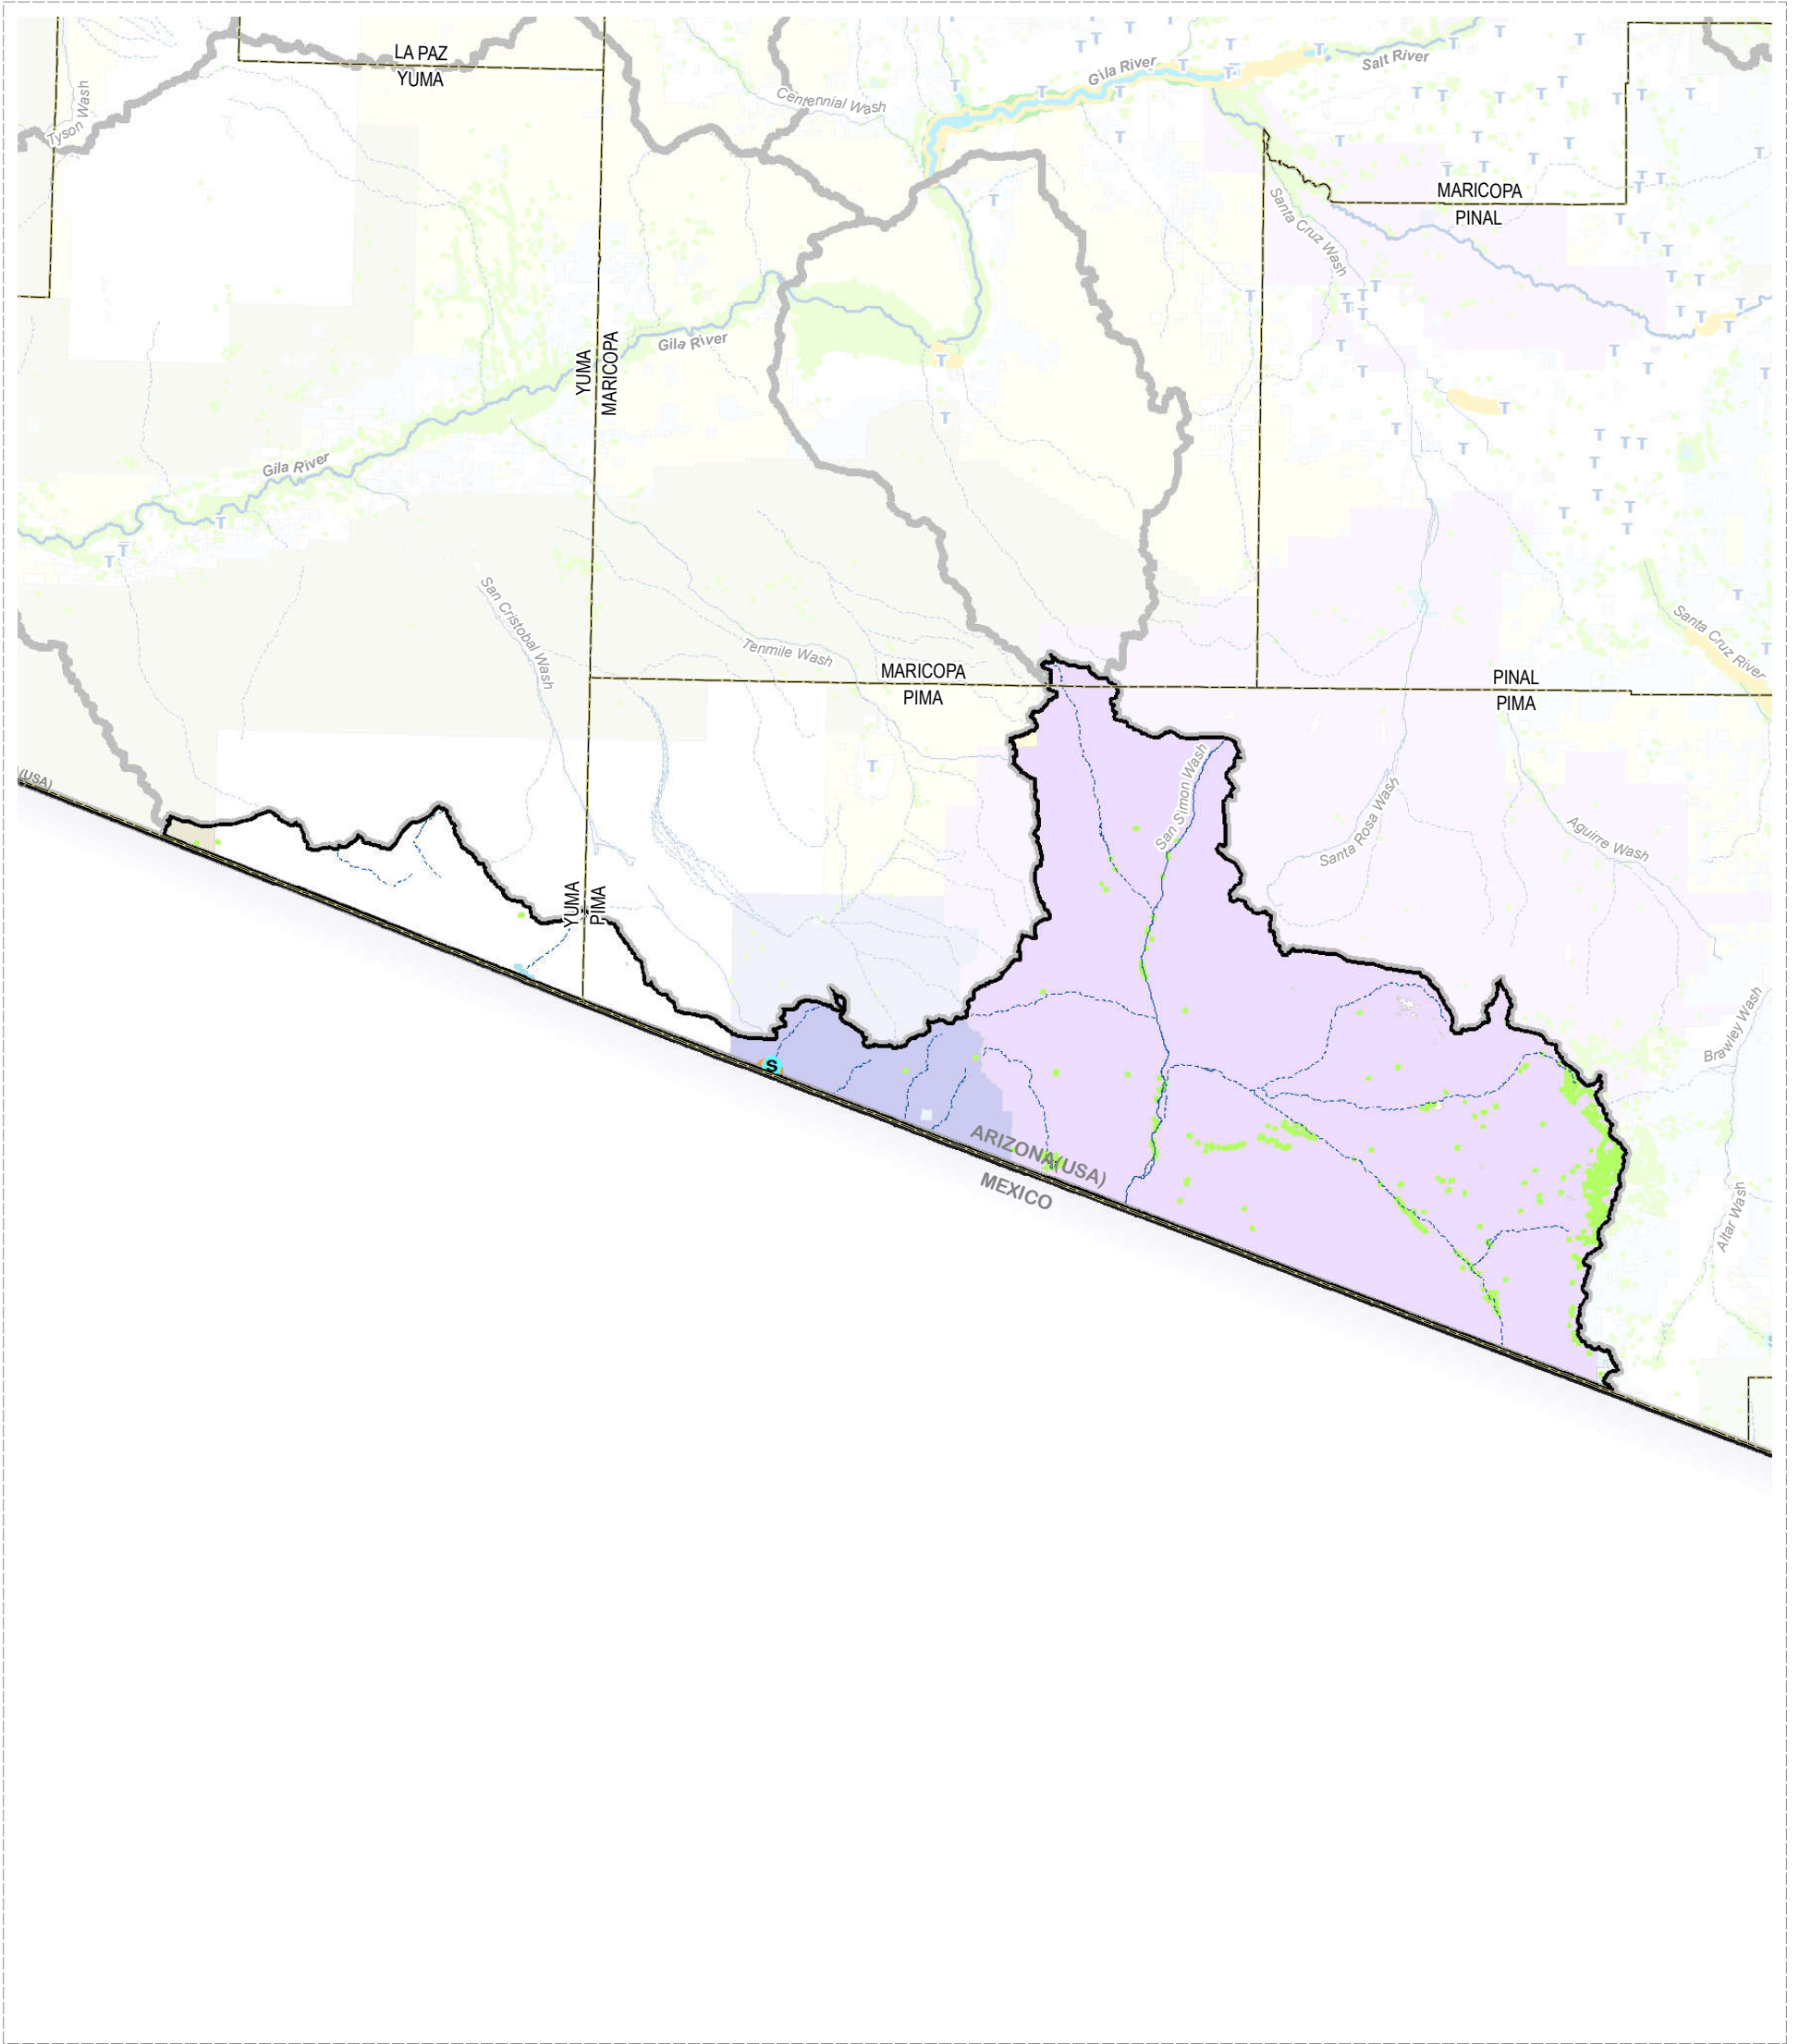 LA PAZ
YUMA
Tyson Wash
Centennial Wash
Gila River
Salt River
T
T
T
T
T
T
T
T
T
T
T
MARICOPA
PINAL
Santa Cruz Wash
Gila River
YUMA
MARICOPA
Gila River
San Cristobal Wash
Tenmile Wash
MARICOPA
PIMA
PINAL
PIMA
Santa Cruz River
(USA)
San Simon Wash
Santa Rosa Wash
Aguirre Wash
YUMA
PIMA
Brawley Wash
S
ARIZONA(USA)
MEXICO
Altar Wash